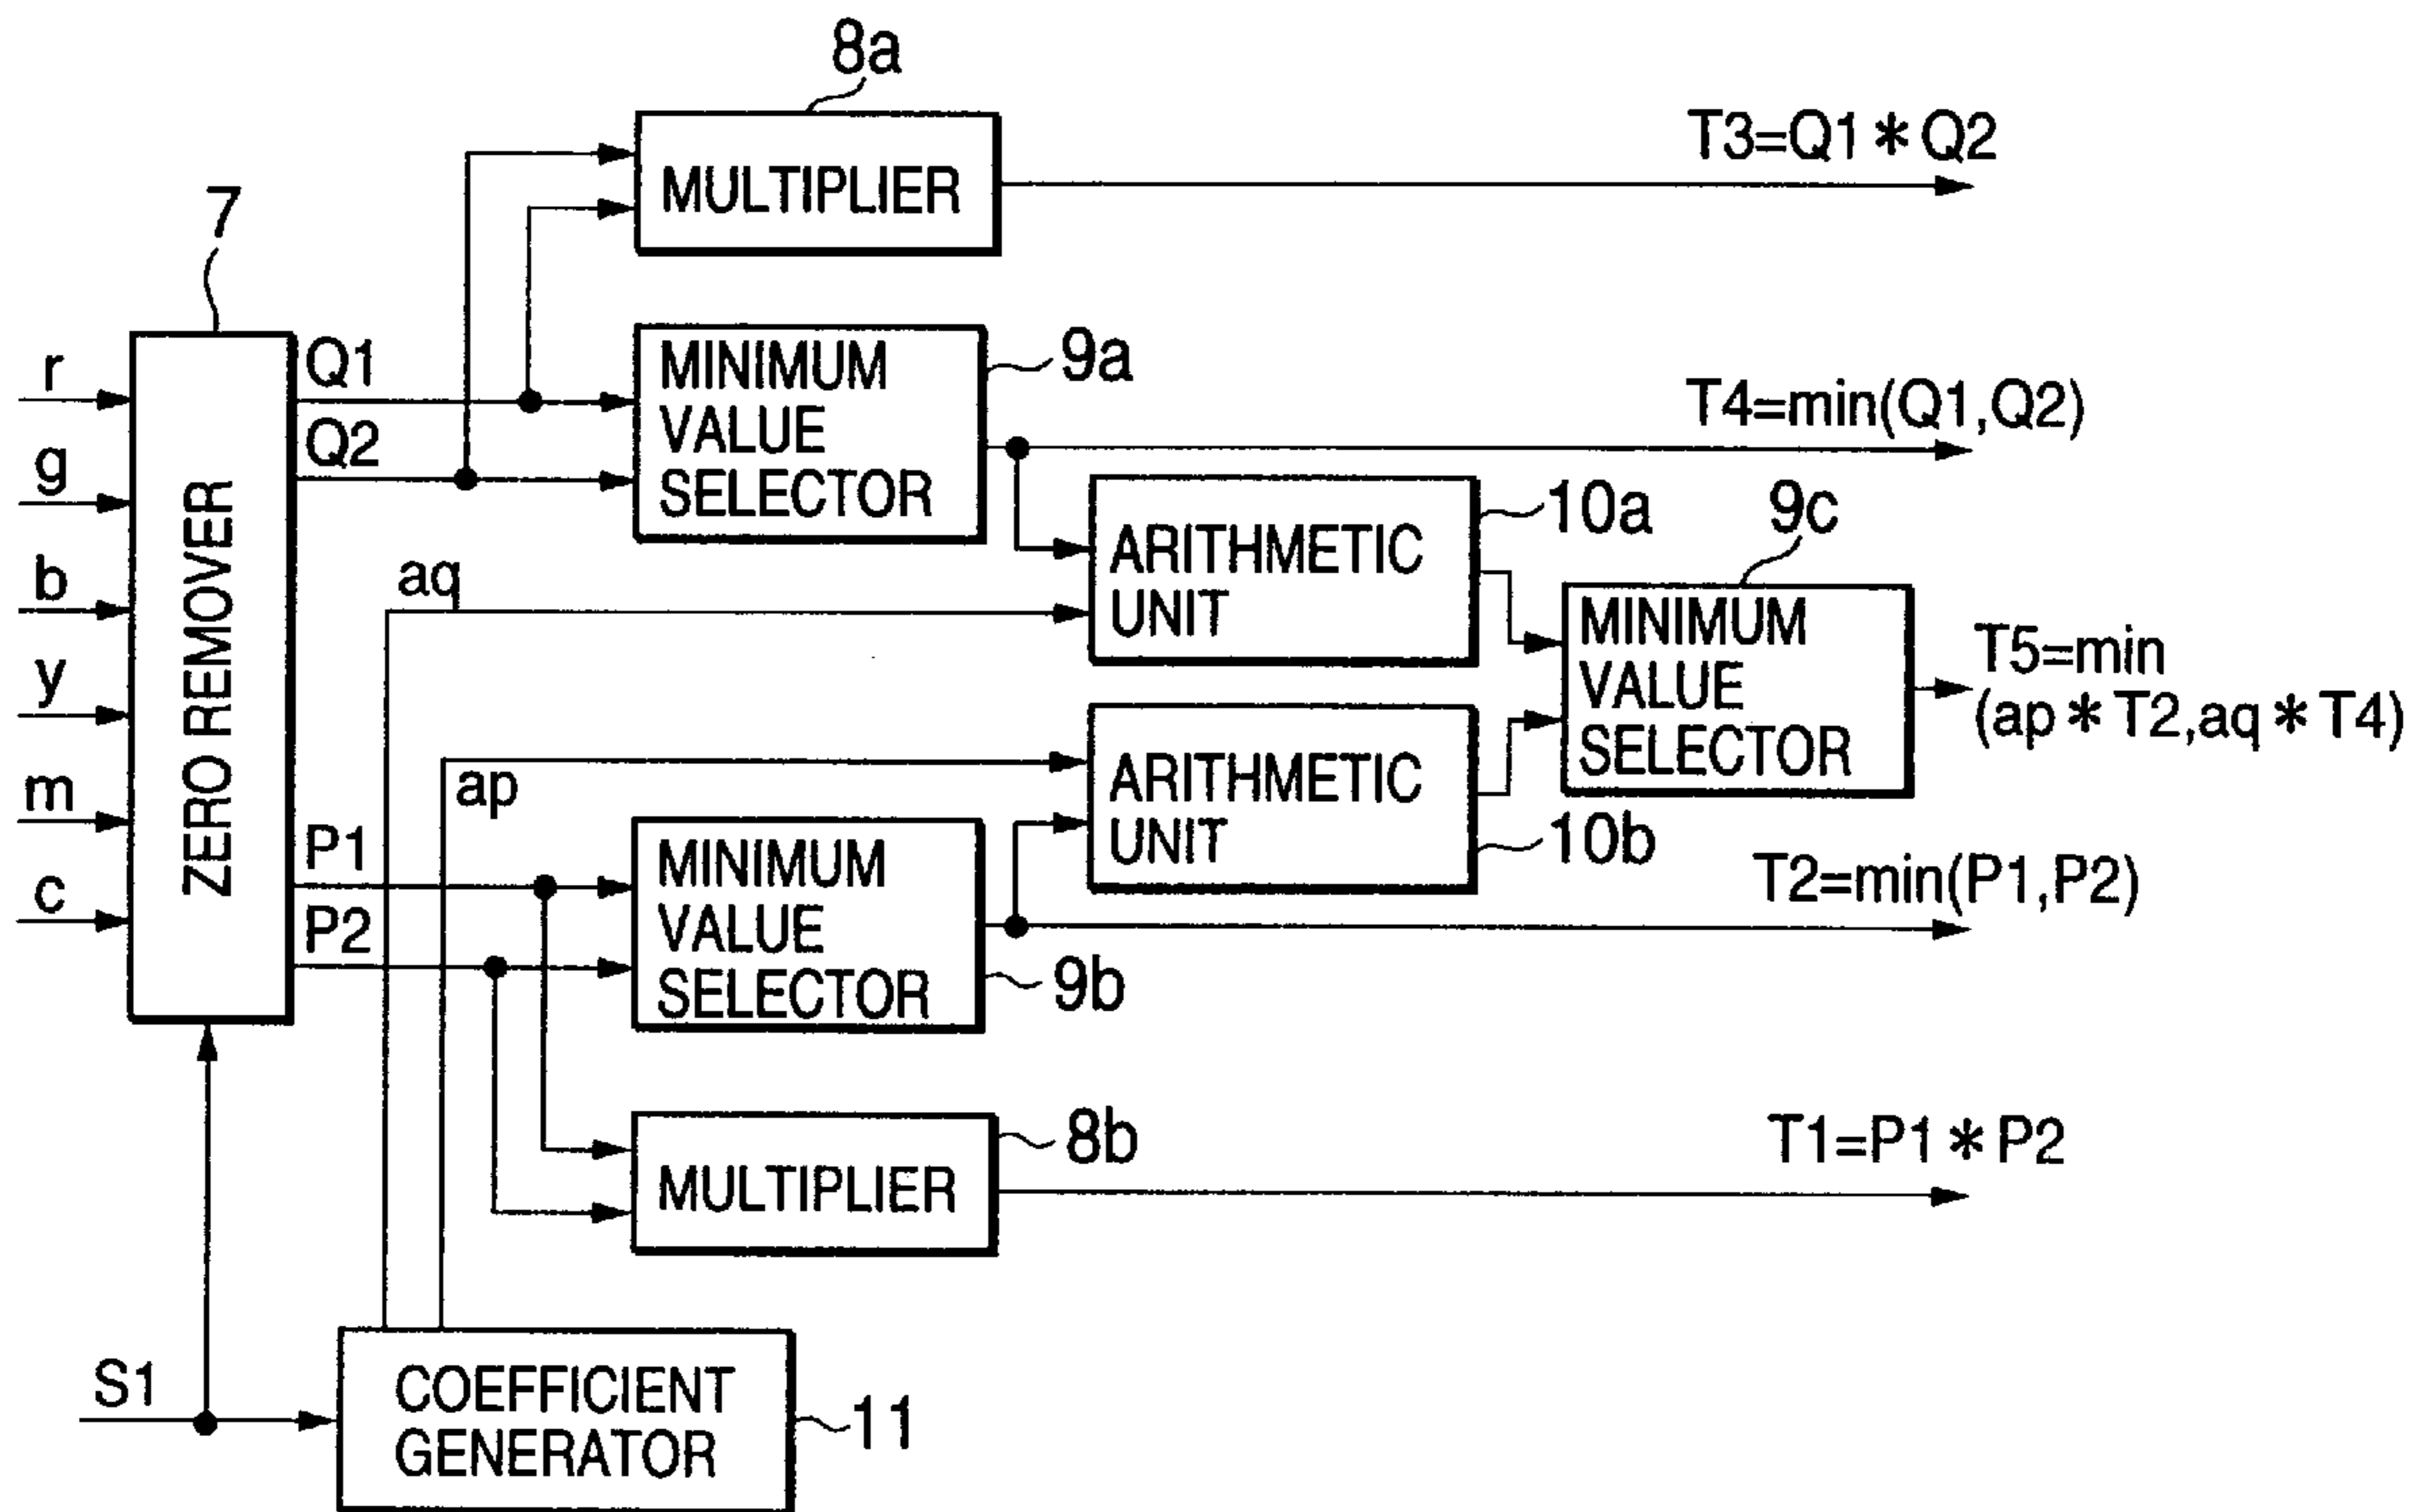 8a
MULTIPLIER
T3=Q1*Q2
7
ZERO REMOVER
r
g
b
y
m
c
Q1
Q2
MINIMUM
VALUE
SELECTOR
9a
T4=min(Q1,Q2)
aq
ARITHMETIC
UNIT
10a
9c
MINIMUM
VALUE
SELECTOR
T5=min
(ap*T2,aq*T4)
ap
ARITHMETIC
UNIT
10b
P1
P2
MINIMUM
VALUE
SELECTOR
9b
T2=min(P1,P2)
MULTIPLIER
8b
T1=P1*P2
S1
COEFFICIENT
GENERATOR
11